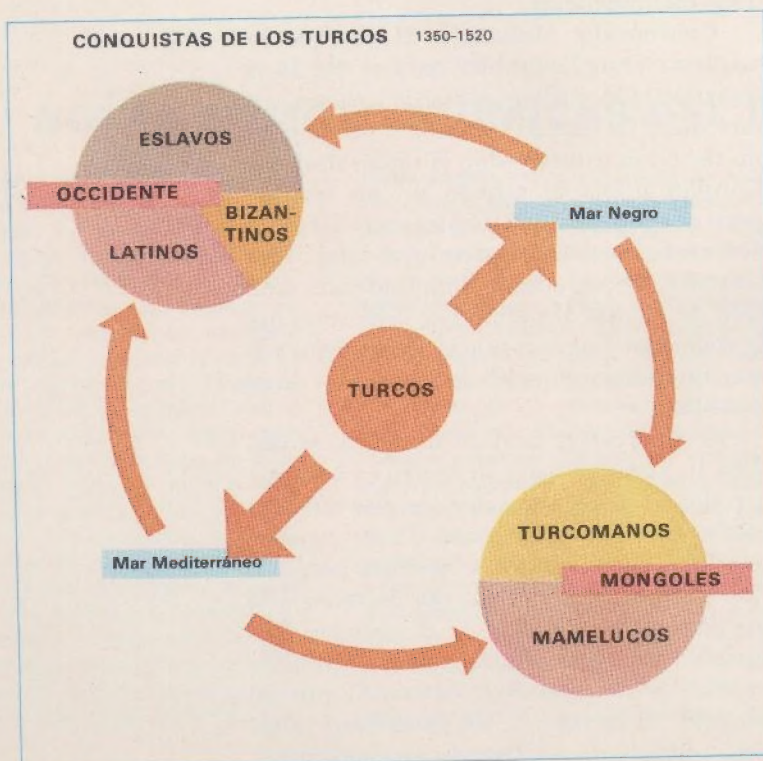 CONQUISTAS DE LOS TURCOS 1350-1520
ESLAVOS
OCCIDENTE
BIZAN-
TINOS
LATINOS
Mar Negro
TURCOS
Mar Mediterráneo
TURCOMANOS
MONGOLES
MAMELUCOS